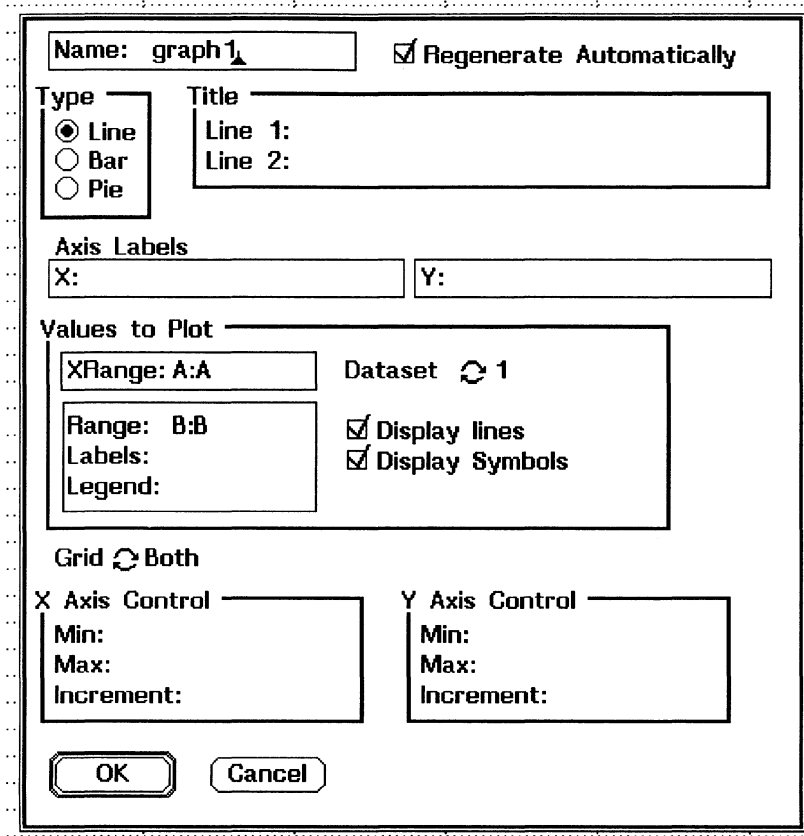 Name: graph1
Regenerate Automatically
Type
Line
Bar
Pie
Title
Line 1:
Line 2:
Axis Labels
X:
Y:
Values to Plot
XRange: A:A
Dataset 1
Range: B:B
Labels:
Legend:
Display lines
Display Symbols
Grid Both
X Axis Control
Min:
Max:
Increment:
Y Axis Control
Min:
Max:
Increment:
OK
Cancel